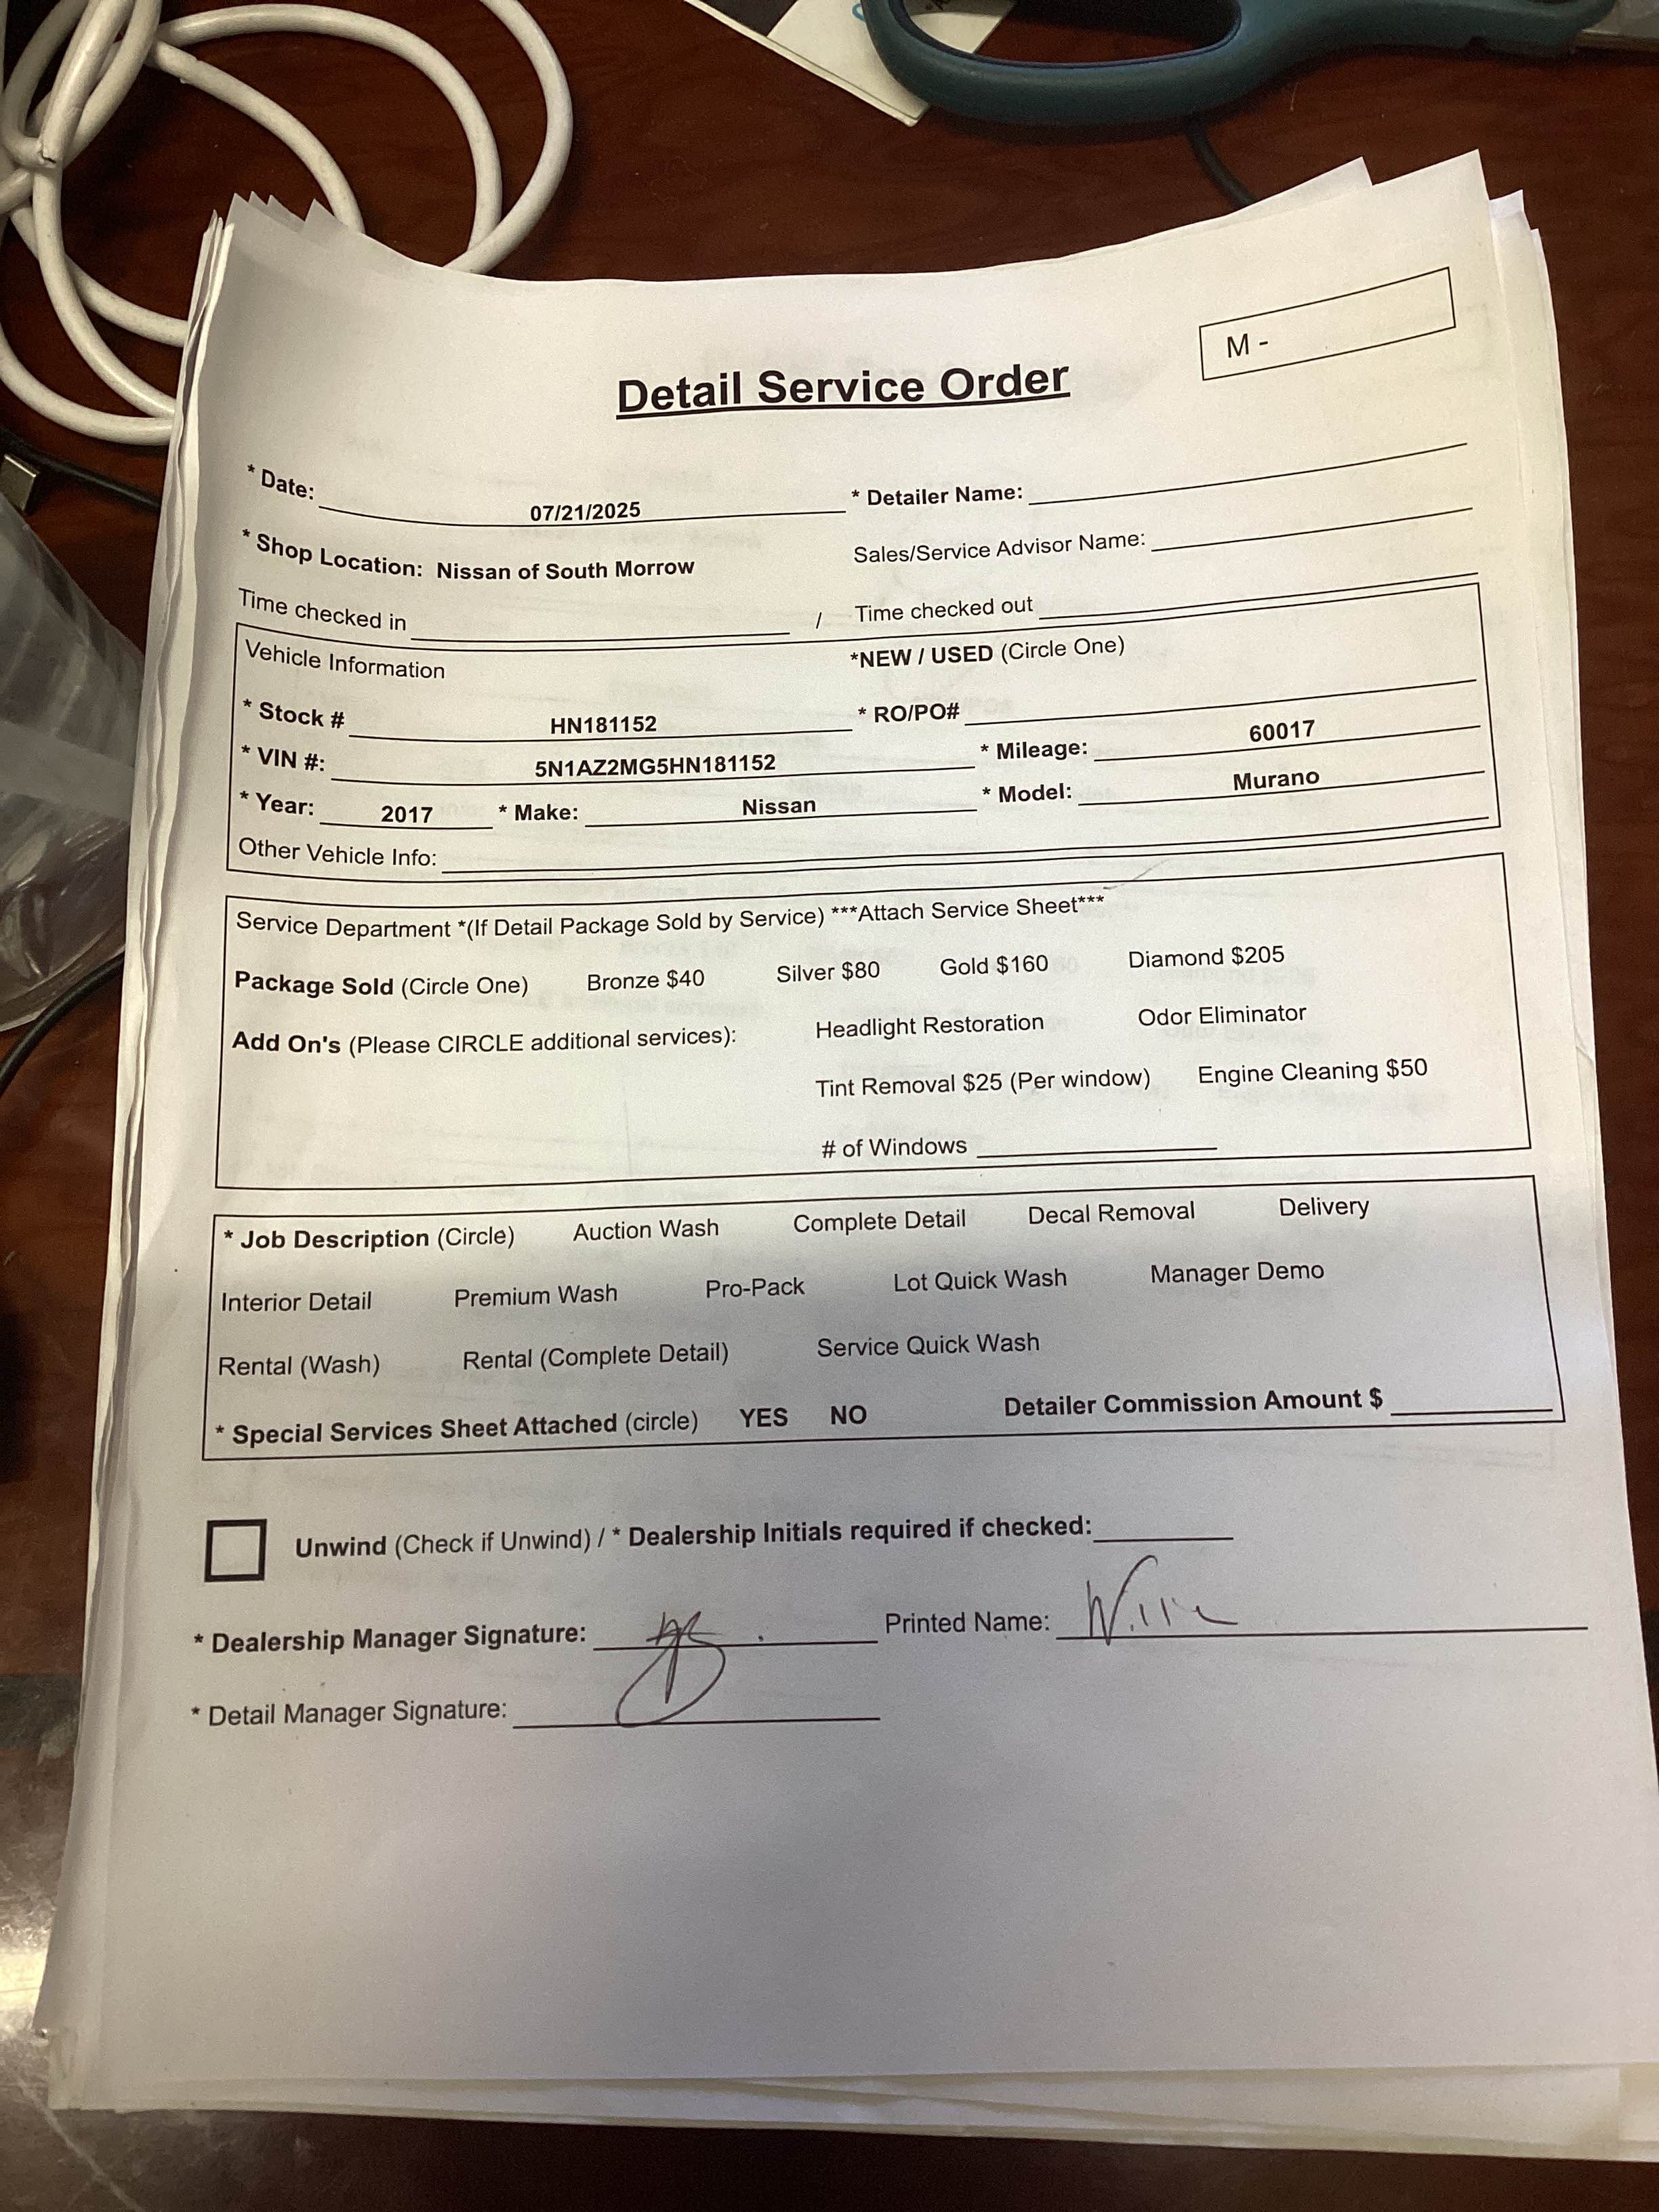 M -
Detail Service Order
* Date: 07/21/2025 * Detailer Name:
* Shop Location: Nissan of South Morrow Sales/Service Advisor Name:
Time checked in / Time checked out
Vehicle Information *NEW / USED (Circle One)
* Stock # HN181152 * RO/PO#
* VIN #: 5N1AZ2MG5HN181152 * Mileage: 60017
* Year: 2017 * Make: Nissan * Model: Murano
Other Vehicle Info:
Service Department *(If Detail Package Sold by Service) ***Attach Service Sheet***
Package Sold (Circle One) Bronze $40 Silver $80 Gold $160 Diamond $205
Add On's (Please CIRCLE additional services): Headlight Restoration Odor Eliminator
Tint Removal $25 (Per window) Engine Cleaning $50
# of Windows
* Job Description (Circle) Auction Wash Complete Detail Decal Removal Delivery
Interior Detail Premium Wash Pro-Pack Lot Quick Wash Manager Demo
Rental (Wash) Rental (Complete Detail) Service Quick Wash
* Special Services Sheet Attached (circle) YES NO Detailer Commission Amount $
Unwind (Check if Unwind) / * Dealership Initials required if checked:
* Dealership Manager Signature: Printed Name:
* Detail Manager Signature: